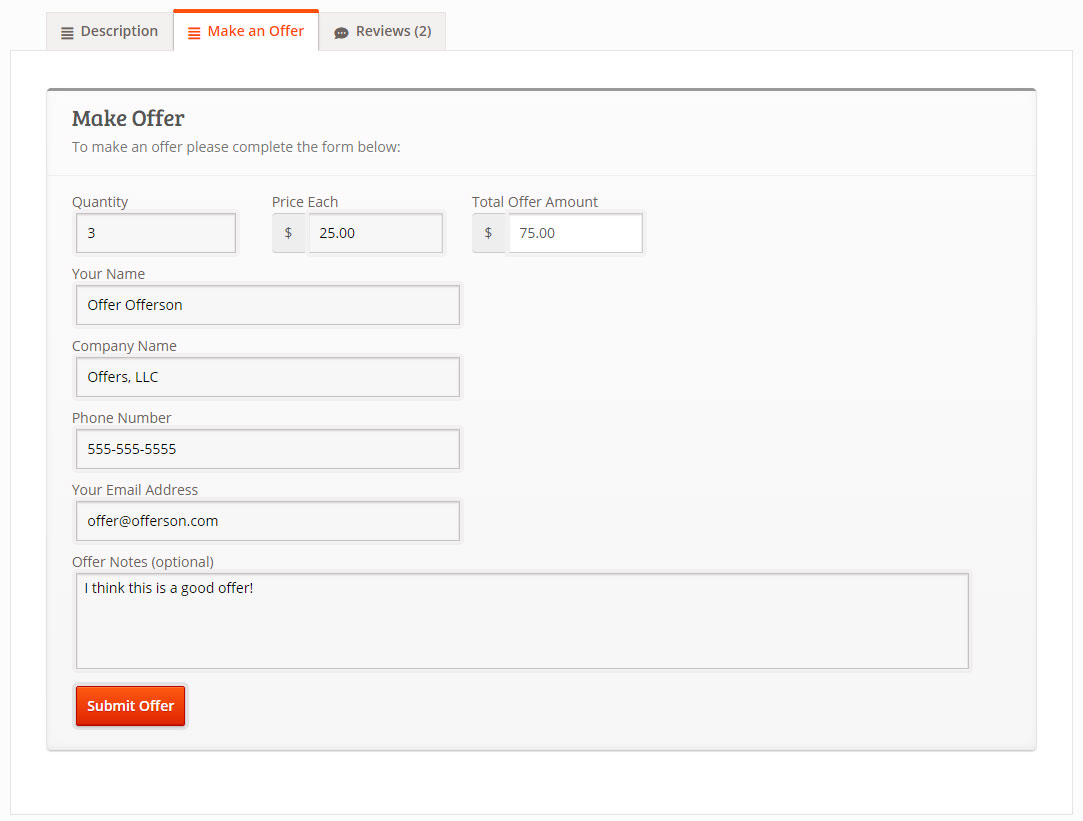 Description Make an Offer Reviews (2)
Make Offer
To make an offer please complete the form below:
Quantity Price Each Total Offer Amount
3 $ 25.00 $ 75.00
Your Name
Offer Offerson
Company Name
Offers, LLC
Phone Number
555-555-5555
Your Email Address
offer@offerson.com
Offer Notes (optional)
I think this is a good offer!
Submit Offer